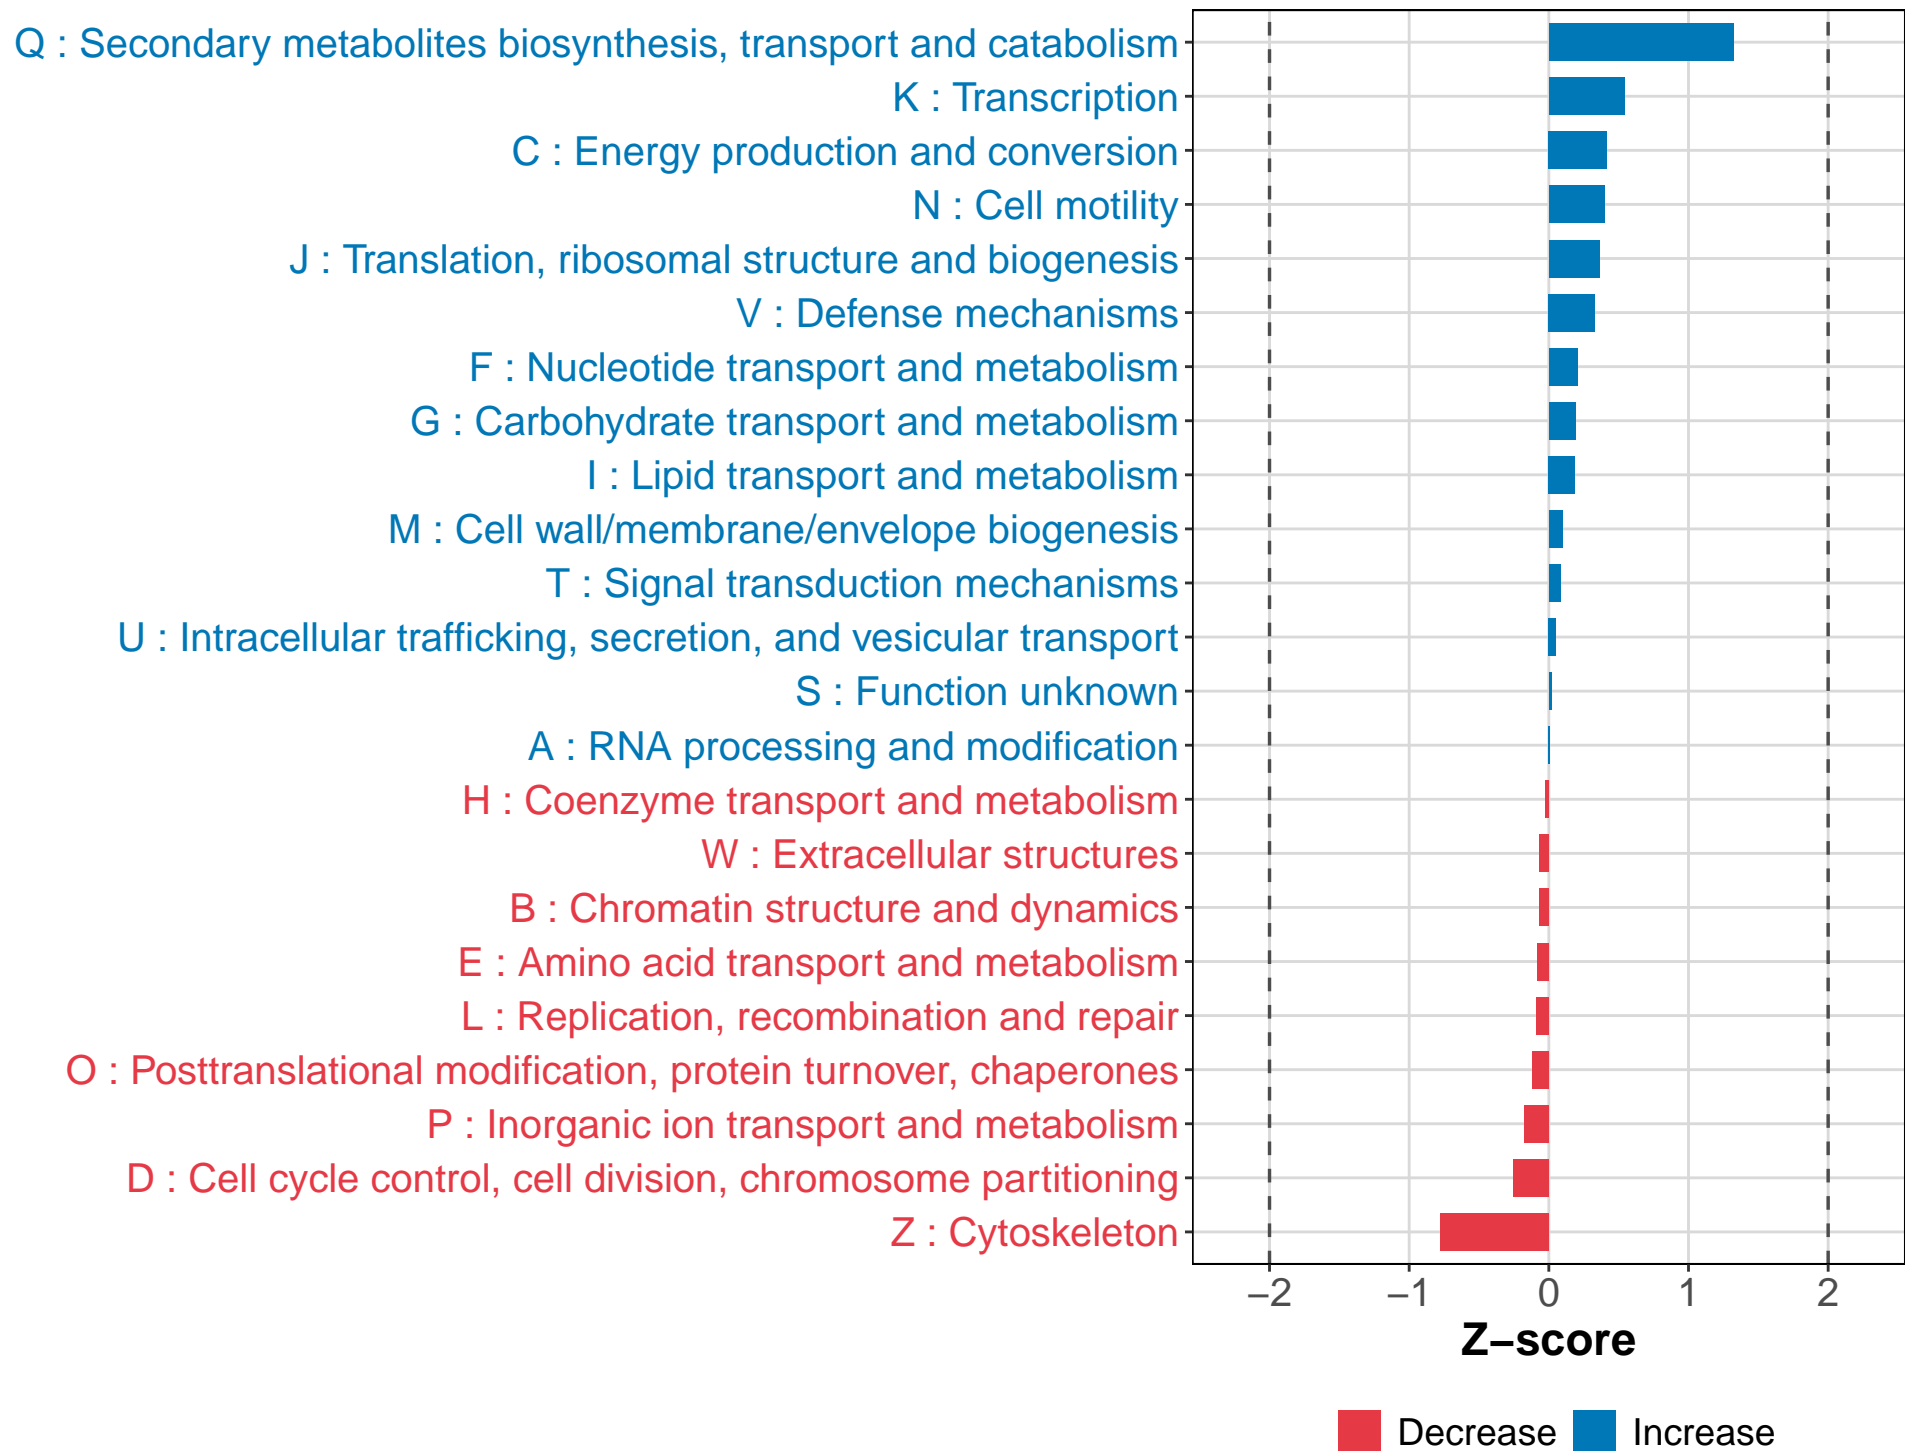 Q : Secondary metabolites biosynthesis, transport and catabolism
K : Transcription
C : Energy production and conversion
N : Cell motility
J : Translation, ribosomal structure and biogenesis
V : Defense mechanisms
F : Nucleotide transport and metabolism
G : Carbohydrate transport and metabolism
I : Lipid transport and metabolism
M : Cell wall/membrane/envelope biogenesis
T : Signal transduction mechanisms
U : Intracellular trafficking, secretion, and vesicular transport
S : Function unknown
A : RNA processing and modification
H : Coenzyme transport and metabolism
W : Extracellular structures
B : Chromatin structure and dynamics
E : Amino acid transport and metabolism
L : Replication, recombination and repair
O : Posttranslational modification, protein turnover, chaperones
P : Inorganic ion transport and metabolism
D : Cell cycle control, cell division, chromosome partitioning
Z : Cytoskeleton
−2 −1 0 1 2
Z−score
Decrease Increase